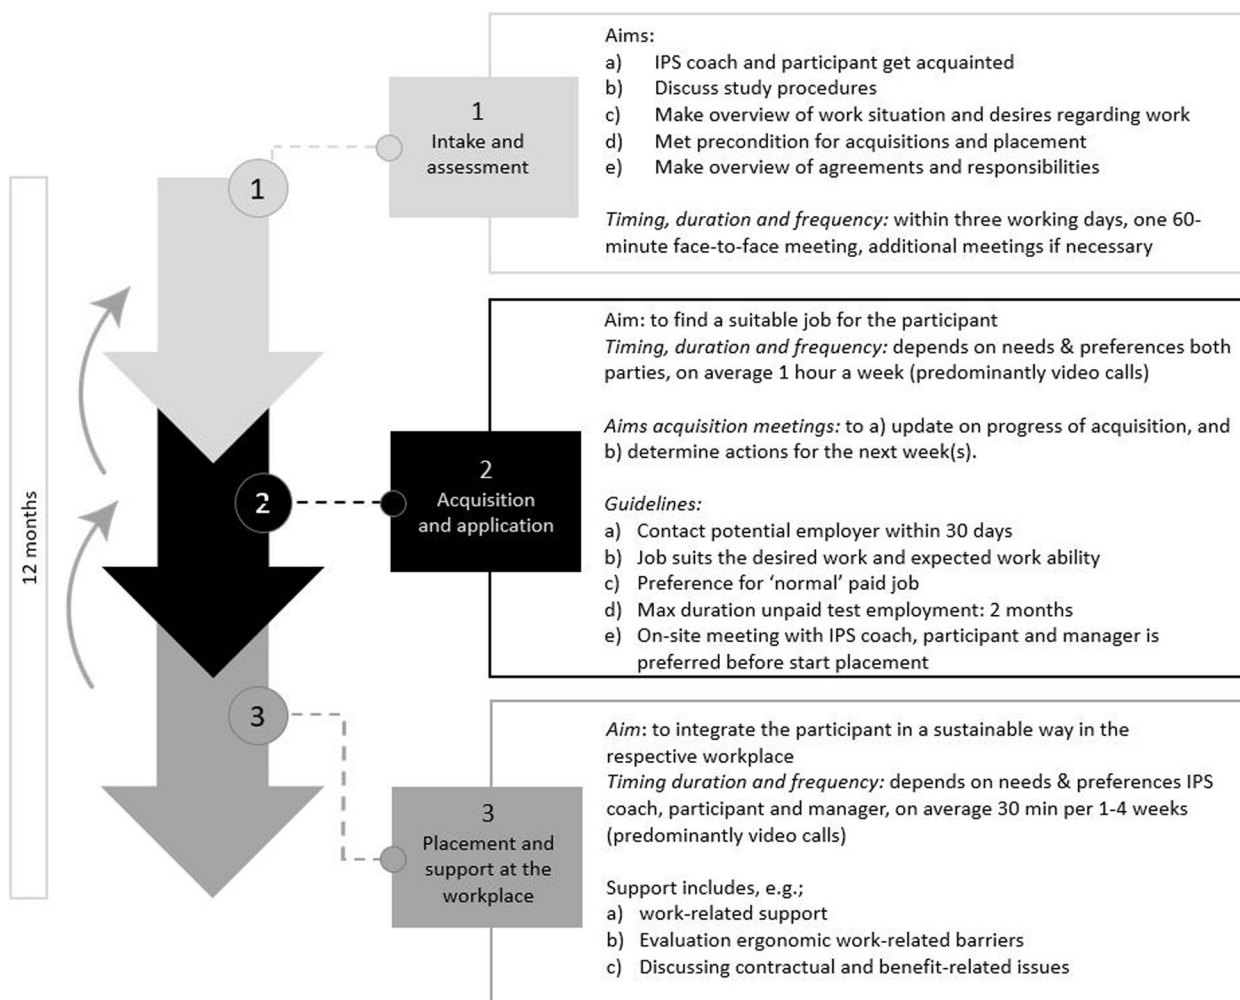 12 months
1
1
Intake and
assessment
Aims:
a) IPS coach and participant get acquainted
b) Discuss study procedures
c) Make overview of work situation and desires regarding work
d) Met precondition for acquisitions and placement
e) Make overview of agreements and responsibilities
Timing, duration and frequency: within three working days, one 60-
minute face-to-face meeting, additional meetings if necessary
2
2
Acquisition
and application
Aim: to find a suitable job for the participant
Timing, duration and frequency: depends on needs & preferences both
parties, on average 1 hour a week (predominantly video calls)
Aims acquisition meetings: to a) update on progress of acquisition, and
b) determine actions for the next week(s).
Guidelines:
a) Contact potential employer within 30 days
b) Job suits the desired work and expected work ability
c) Preference for ‘normal’ paid job
d) Max duration unpaid test employment: 2 months
e) On-site meeting with IPS coach, participant and manager is
preferred before start placement
3
3
Placement and
support at the
workplace
Aim: to integrate the participant in a sustainable way in the
respective workplace
Timing duration and frequency: depends on needs & preferences IPS
coach, participant and manager, on average 30 min per 1-4 weeks
(predominantly video calls)
Support includes, e.g.;
a) work-related support
b) Evaluation ergonomic work-related barriers
c) Discussing contractual and benefit-related issues